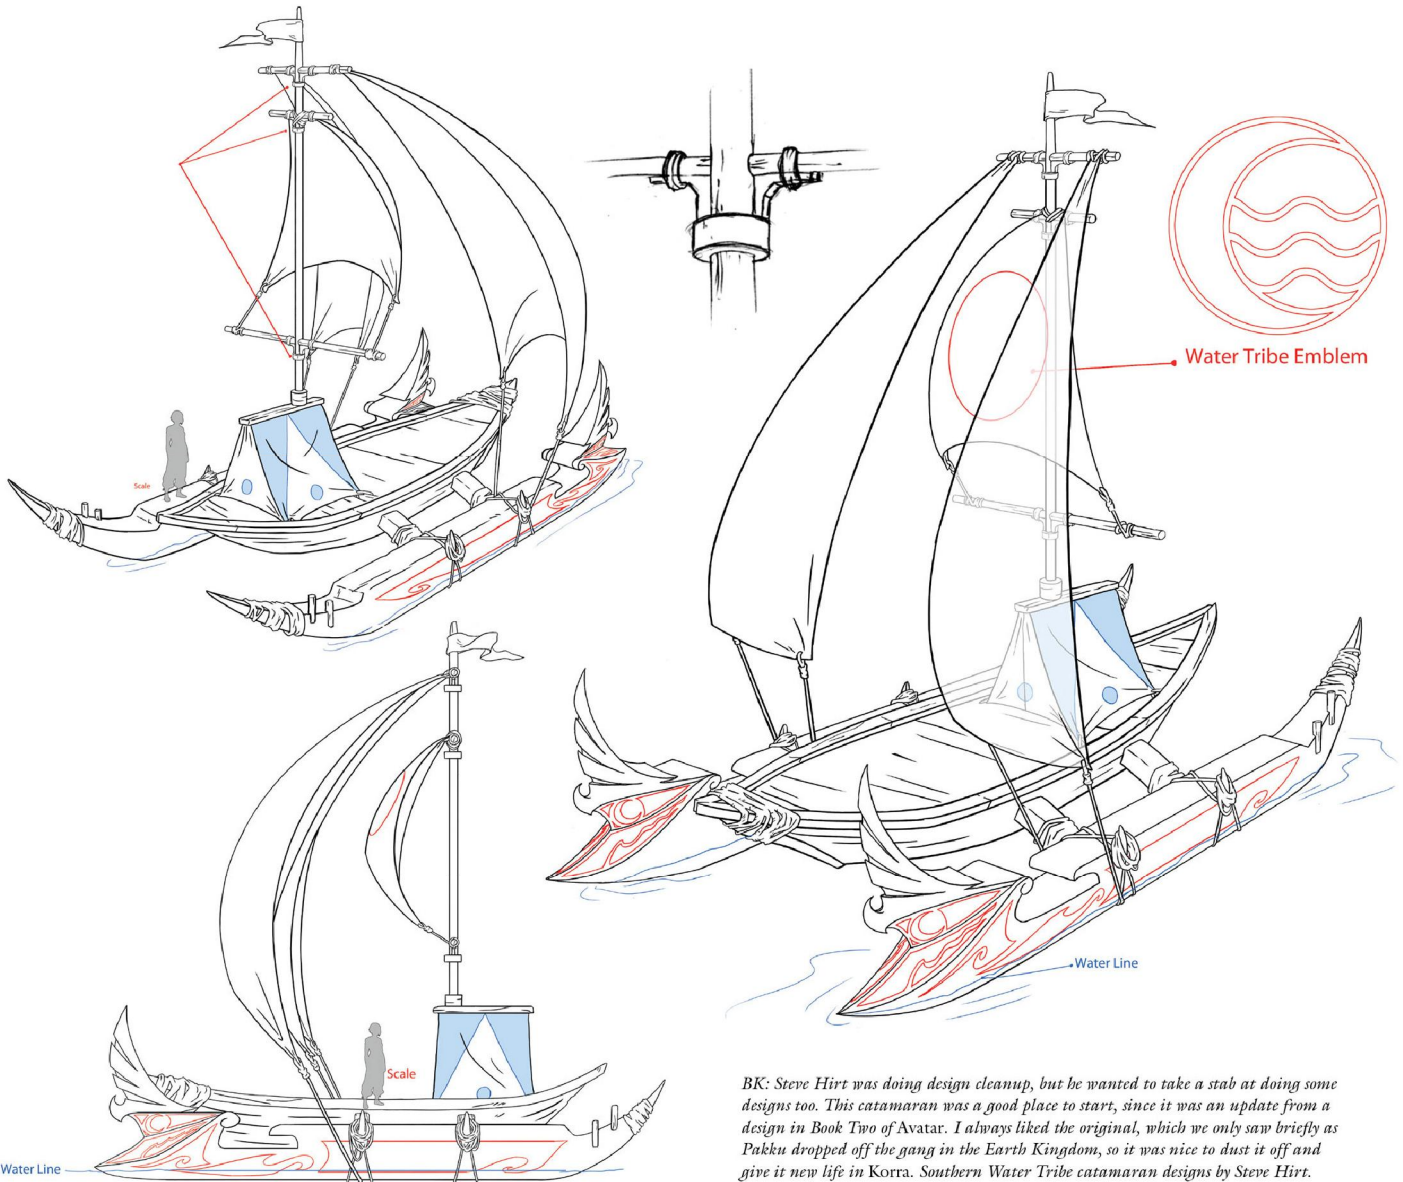 Water Tribe Emblem
Scale
Water Line
Scale
Water Line
BK: Steve Hirt was doing design cleanup, but he wanted to take a stab at doing some
designs too. This catamaran was a good place to start, since it was an update from a
design in Book Two of Avatar. I always liked the original, which we only saw briefly as
Pakku dropped off the gang in the Earth Kingdom, so it was nice to dust it off and
give it new life in Korra. Southern Water Tribe catamaran designs by Steve Hirt.